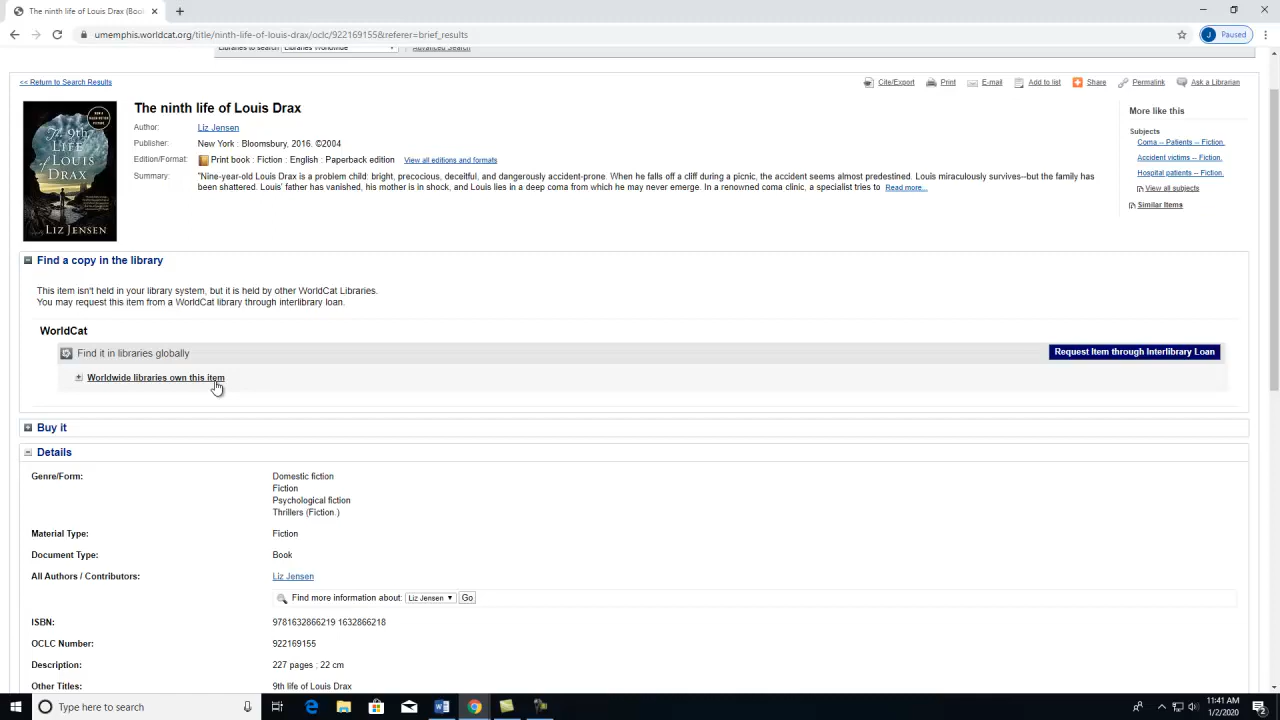 The ninth life of Louis Drax (Boo
umemphis.worldcat.org/title/ninth-life-of-louis-drax/oclc/922169155&referer=brief_results
Paused
Libraries to search Libraries Worldwide Advanced Search
<< Return to Search Results
Cite/Export Print E-mail Add to list Share Permalink Ask a Librarian
The ninth life of Louis Drax
Author: Liz Jensen
Publisher: New York : Bloomsbury, 2016. ©2004
Edition/Format: Print book : Fiction : English : Paperback edition View all editions and formats
Summary: "Nine-year-old Louis Drax is a problem child: bright, precocious, deceitful, and dangerously accident-prone. When he falls off a cliff during a picnic, the accident seems almost predestined. Louis miraculously survives--but the family has
been shattered. Louis' father has vanished, his mother is in shock, and Louis lies in a deep coma from which he may never emerge. In a renowned coma clinic, a specialist tries to Read more...
The 9th
LIFE
of LOUIS
DRAX
LIZ JENSEN
More like this
Subjects
Coma -- Patients -- Fiction.
Accident victims -- Fiction.
Hospital patients -- Fiction.
View all subjects
Similar Items
Find a copy in the library
This item isn't held in your library system, but it is held by other WorldCat Libraries.
You may request this item from a WorldCat library through interlibrary loan.
WorldCat
Find it in libraries globally
Request Item through Interlibrary Loan
Worldwide libraries own this item
Buy it
Details
Genre/Form: Domestic fiction
Fiction
Psychological fiction
Thrillers (Fiction.)
Material Type: Fiction
Document Type: Book
All Authors / Contributors: Liz Jensen
Find more information about: Liz Jensen Go
ISBN: 9781632866219 1632866218
OCLC Number: 922169155
Description: 227 pages ; 22 cm
Other Titles: 9th life of Louis Drax
Type here to search
11:41 AM
1/2/2020